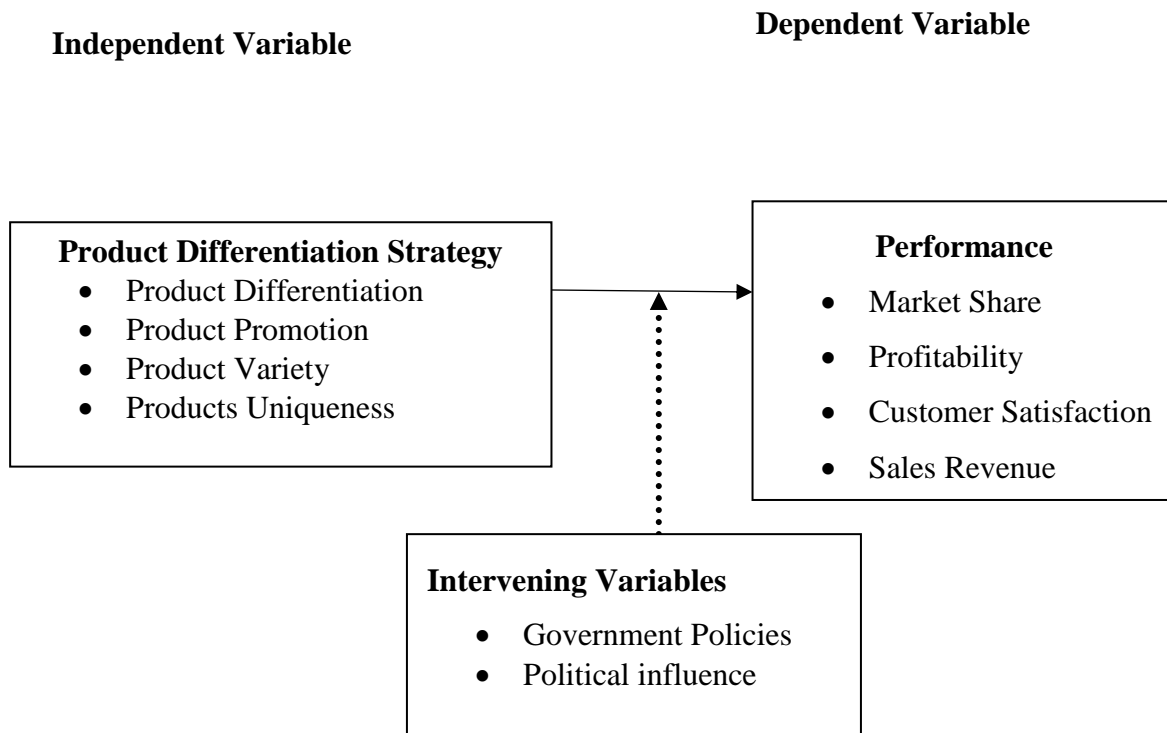 Independent Variable
Dependent Variable
Product Differentiation Strategy
• Product Differentiation
• Product Promotion
• Product Variety
• Products Uniqueness
Performance
• Market Share
• Profitability
• Customer Satisfaction
• Sales Revenue
Intervening Variables
• Government Policies
• Political influence